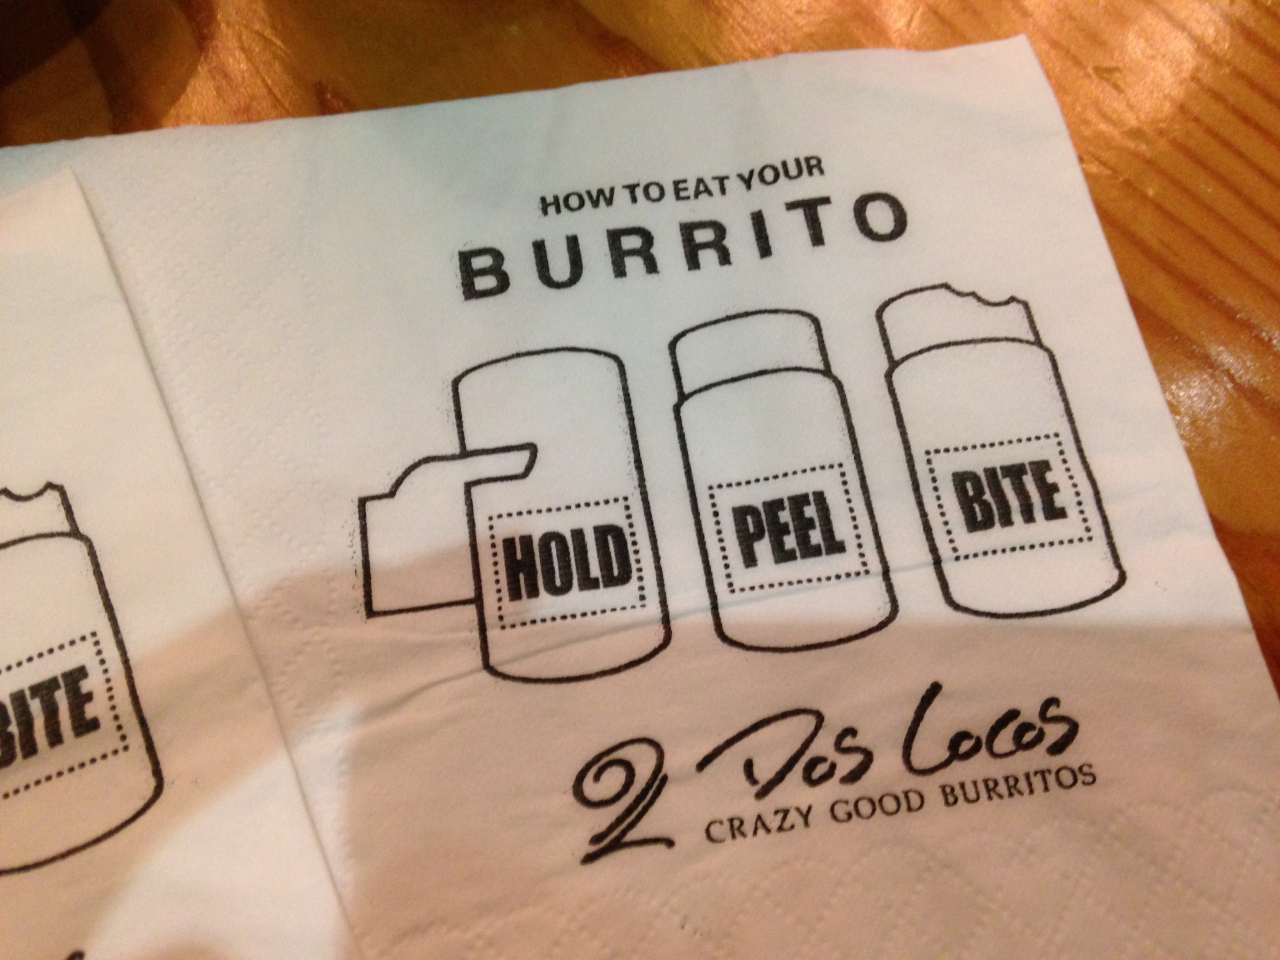 HOW TO EAT YOUR
BURRITO
HOLD
PEEL
BITE
2 Dos Locos
CRAZY GOOD BURRITOS
BITE